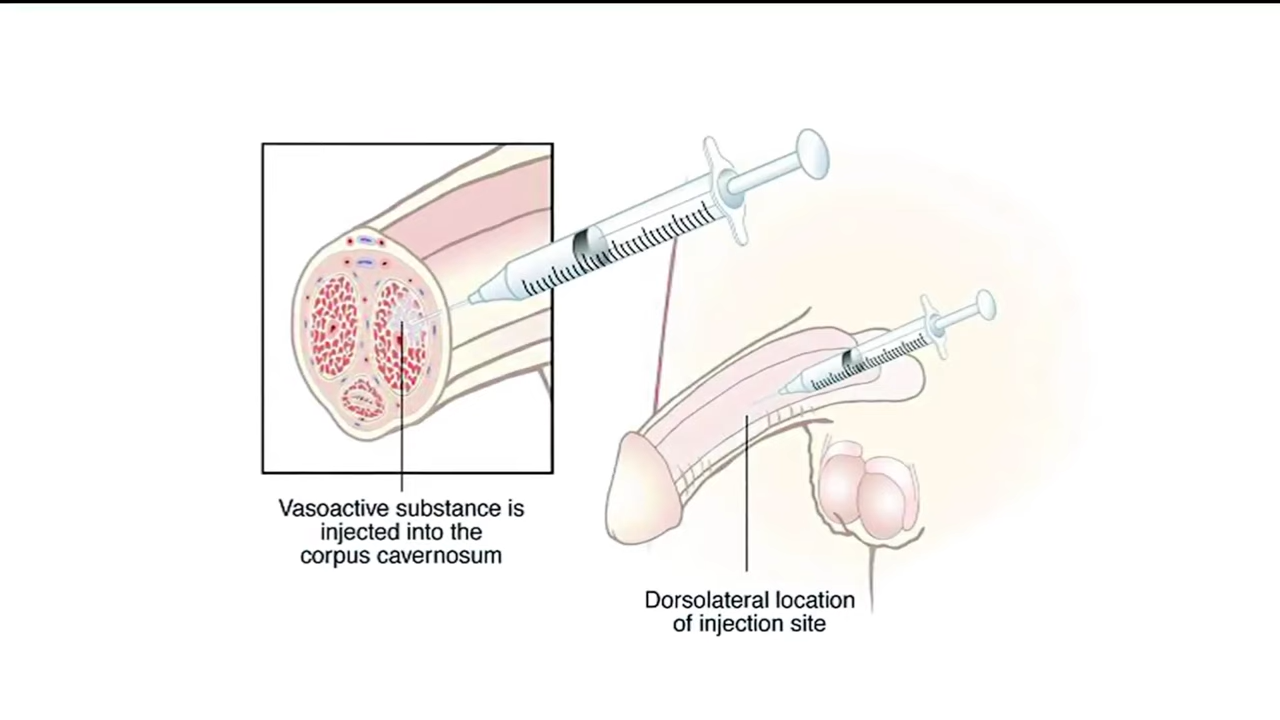 Vasoactive substance is
injected into the
corpus cavernosum
Dorsolateral location
of injection site